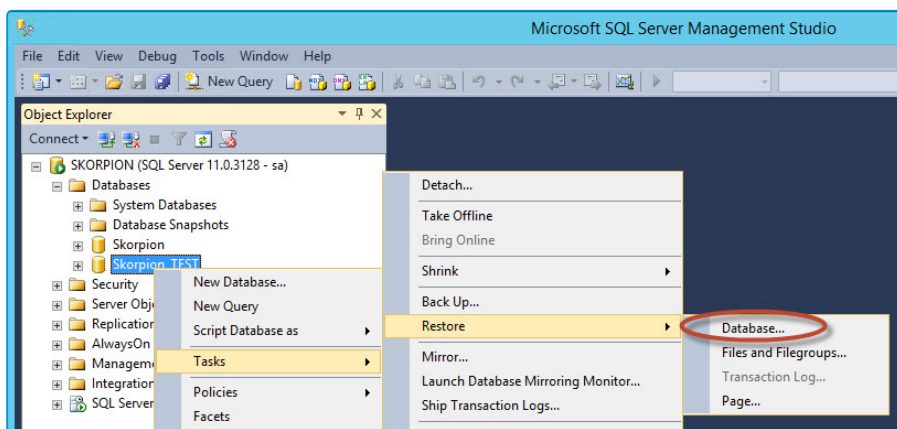 Microsoft SQL Server Management Studio
File Edit View Debug Tools Window Help
New Query
Object Explorer
Connect
SKORPION (SQL Server 11.0.3128 - sa)
Databases
System Databases
Database Snapshots
Skorpion
Skorpion_TEST
Security
Server Obj
Replication
AlwaysOn
Managem
Integration
SQL Server
New Database...
New Query
Script Database as
Tasks
Policies
Facets
Detach...
Take Offline
Bring Online
Shrink
Back Up...
Restore
Mirror...
Launch Database Mirroring Monitor...
Ship Transaction Logs...
Database...
Files and Filegroups...
Transaction Log...
Page...